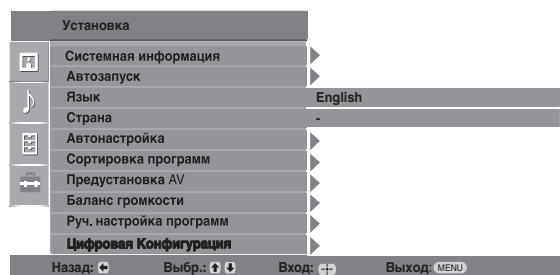 Установка
Системная информация
Автозапуск
Язык English
Страна -
Автонастройка
Сортировка программ
Предустановка AV
Баланс громкости
Руч. настройка программ
Цифровая Конфигурация
Назад: Выбр.: Вход: Выход: MENU